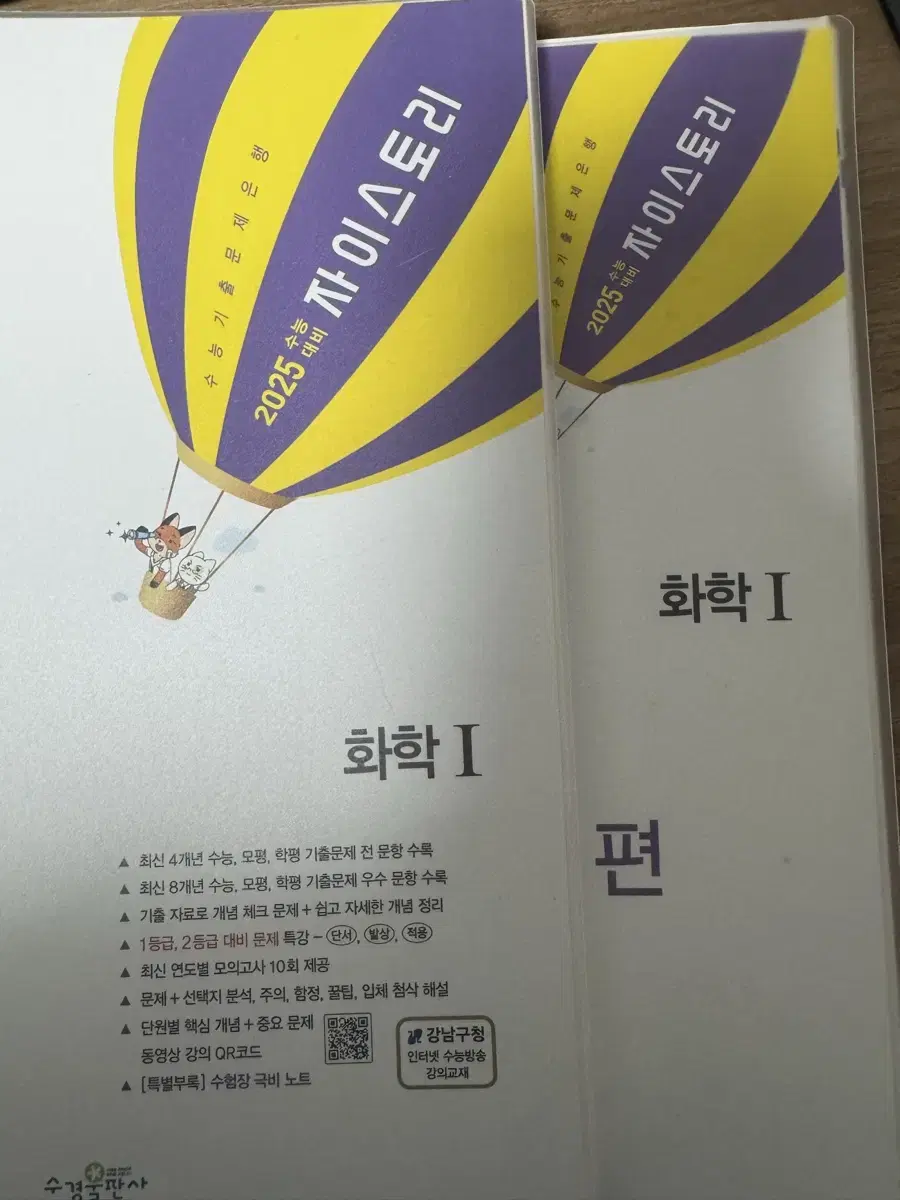 수능기출문제은행
2025 수능 대비 자이스토리
화학 I
▲ 최신 4개년 수능, 모평, 학평 기출문제 전 문항 수록
▲ 최신 8개년 수능, 모평, 학평 기출문제 우수 문항 수록
▲ 기출 자료로 개념 체크 문제 + 쉽고 자세한 개념 정리
▲ 1등급, 2등급 대비 문제 특강 – 단서, 발상, 적용
▲ 최신 연도별 모의고사 10회 제공
▲ 문제 + 선택지 분석, 주의, 함정, 꿀팁, 입체 첨삭 해설
▲ 단원별 핵심 개념 + 중요 문제
동영상 강의 QR코드
▲ [특별부록] 수험장 극비 노트
강남구청
인터넷 수능방송
강의교재
수경출판사
수능기출문제은행
2025 수능 대비 자이스토리
화학 I
편